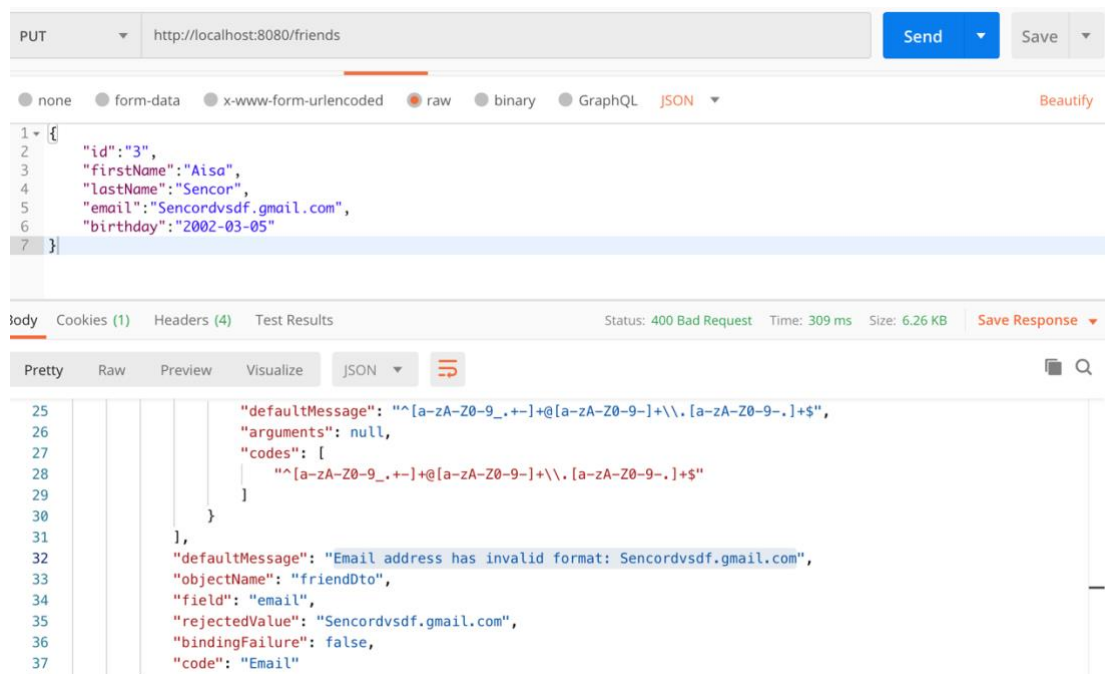 PUT http://localhost:8080/friends Send Save
none form-data x-www-form-urlencoded raw binary GraphQL JSON Beautify
1 {
2 "id":"3",
3 "firstName":"Aisa",
4 "lastName":"Sencor",
5 "email":"Sencordvsdf.gmail.com",
6 "birthday":"2002-03-05"
7 }
Body Cookies (1) Headers (4) Test Results Status: 400 Bad Request Time: 309 ms Size: 6.26 KB Save Response
Pretty Raw Preview Visualize JSON
25 "defaultMessage": "^[a-zA-Z0-9_.+-]+@[a-zA-Z0-9-]+\\.[a-zA-Z0-9-.]+$",
26 "arguments": null,
27 "codes": [
28 "^[a-zA-Z0-9_.+-]+@[a-zA-Z0-9-]+\\.[a-zA-Z0-9-.]+$"
29 ]
30 }
31 ],
32 "defaultMessage": "Email address has invalid format: Sencordvsdf.gmail.com",
33 "objectName": "friendDto",
34 "field": "email",
35 "rejectedValue": "Sencordvsdf.gmail.com",
36 "bindingFailure": false,
37 "code": "Email"